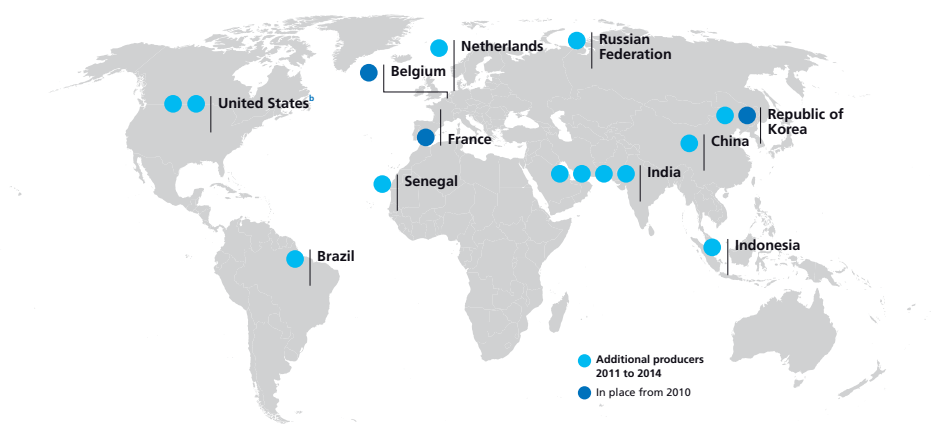 Netherlands
Russian
Federation
Belgium
United Statesb
Republic of
Korea
France
China
India
Senegal
Indonesia
Brazil
Additional producers
2011 to 2014
In place from 2010